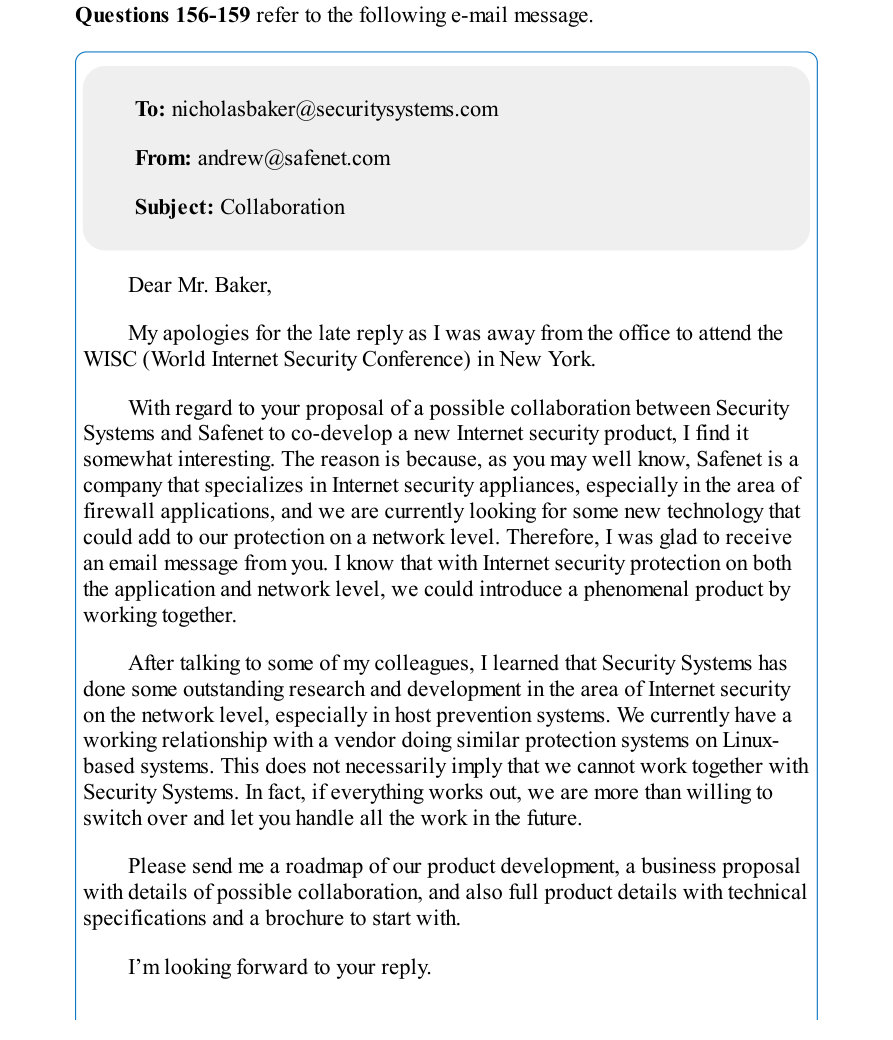 Questions 156-159 refer to the following e-mail message.
To: nicholasbaker@securitysystems.com
From: andrew@safenet.com
Subject: Collaboration
Dear Mr. Baker,
My apologies for the late reply as I was away from the office to attend the
WISC (World Internet Security Conference) in New York.
With regard to your proposal of a possible collaboration between Security
Systems and Safenet to co-develop a new Internet security product, I find it
somewhat interesting. The reason is because, as you may well know, Safenet is a
company that specializes in Internet security appliances, especially in the area of
firewall applications, and we are currently looking for some new technology that
could add to our protection on a network level. Therefore, I was glad to receive
an email message from you. I know that with Internet security protection on both
the application and network level, we could introduce a phenomenal product by
working together.
After talking to some of my colleagues, I learned that Security Systems has
done some outstanding research and development in the area of Internet security
on the network level, especially in host prevention systems. We currently have a
working relationship with a vendor doing similar protection systems on Linux-
based systems. This does not necessarily imply that we cannot work together with
Security Systems. In fact, if everything works out, we are more than willing to
switch over and let you handle all the work in the future.
Please send me a roadmap of our product development, a business proposal
with details of possible collaboration, and also full product details with technical
specifications and a brochure to start with.
I'm looking forward to your reply.